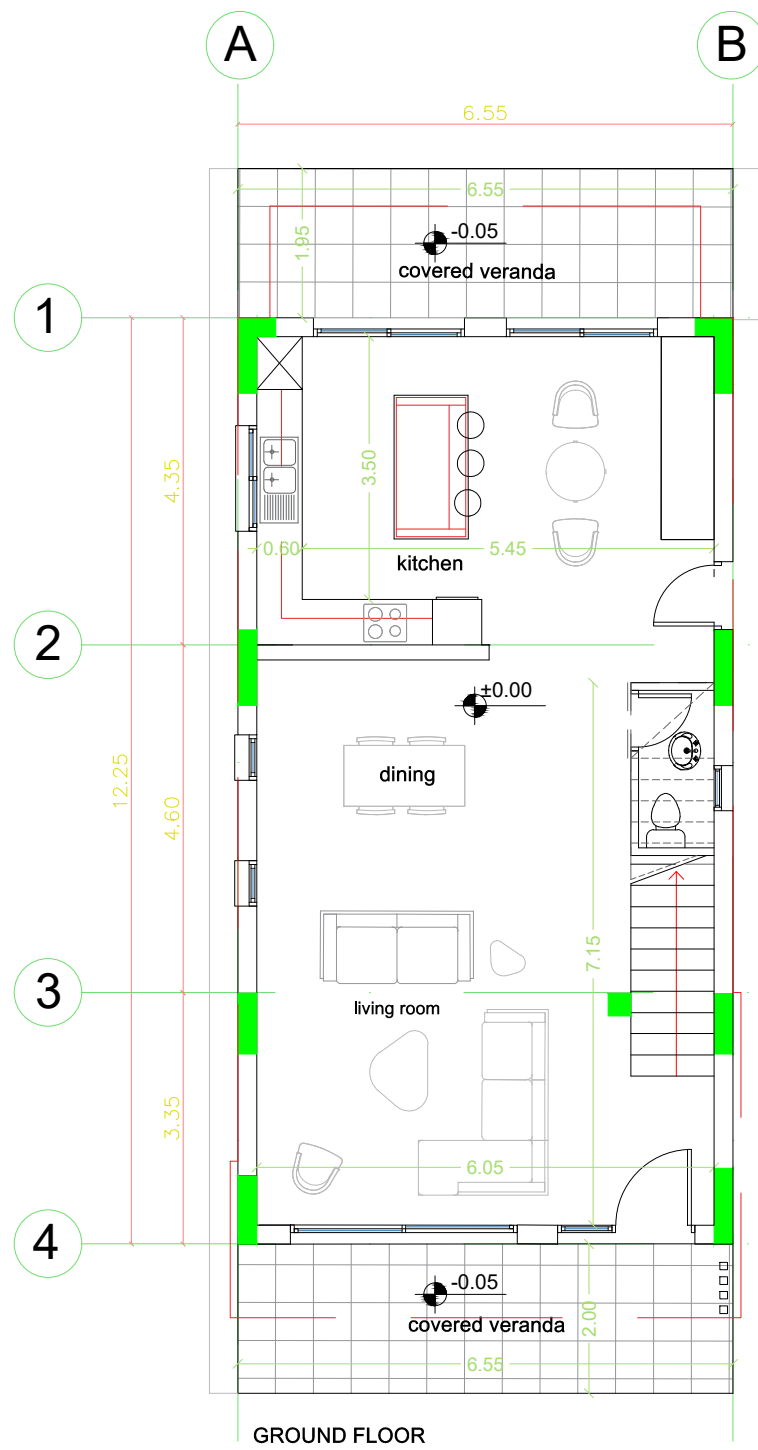 A
B
6.55
6.55
-0.05
1.95
covered veranda
1
4.35
3.50
0.60
5.45
kitchen
2
±0.00
dining
12.25
4.60
7.15
3
living room
3.35
6.05
4
-0.05
2.00
covered veranda
6.55
GROUND FLOOR